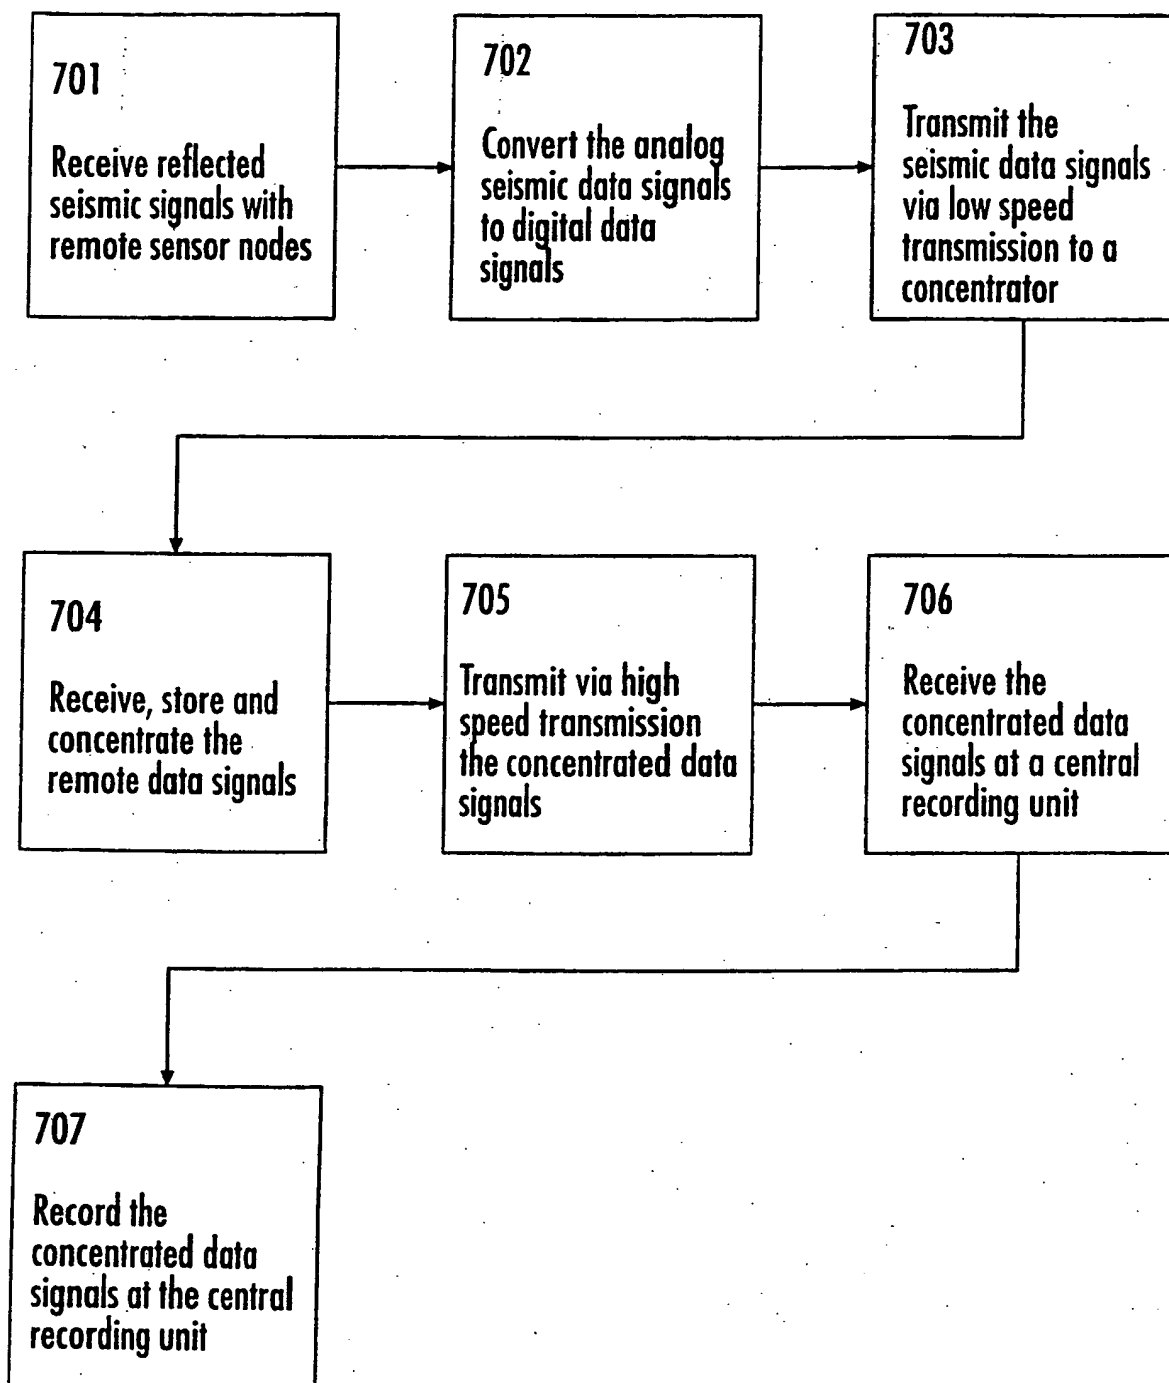 701
Receive reflected
seismic signals with
remote sensor nodes
702
Convert the analog
seismic data signals
to digital data
signals
703
Transmit the
seismic data signals
via low speed
transmission to a
concentrator
704
Receive, store and
concentrate the
remote data signals
705
Transmit via high
speed transmission
the concentrated data
signals
706
Receive the
concentrated data
signals at a central
recording unit
707
Record the
concentrated data
signals at the central
recording unit